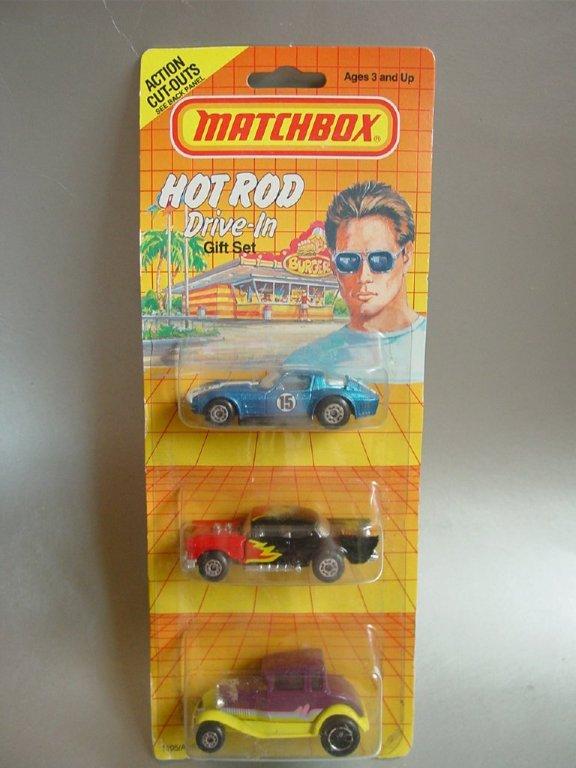 ACTION
CUT-OUTS
SEE BACK PANEL
Ages 3 and Up
MATCHBOX®
HOT ROD
Drive-In
Gift Set
BURGER
15